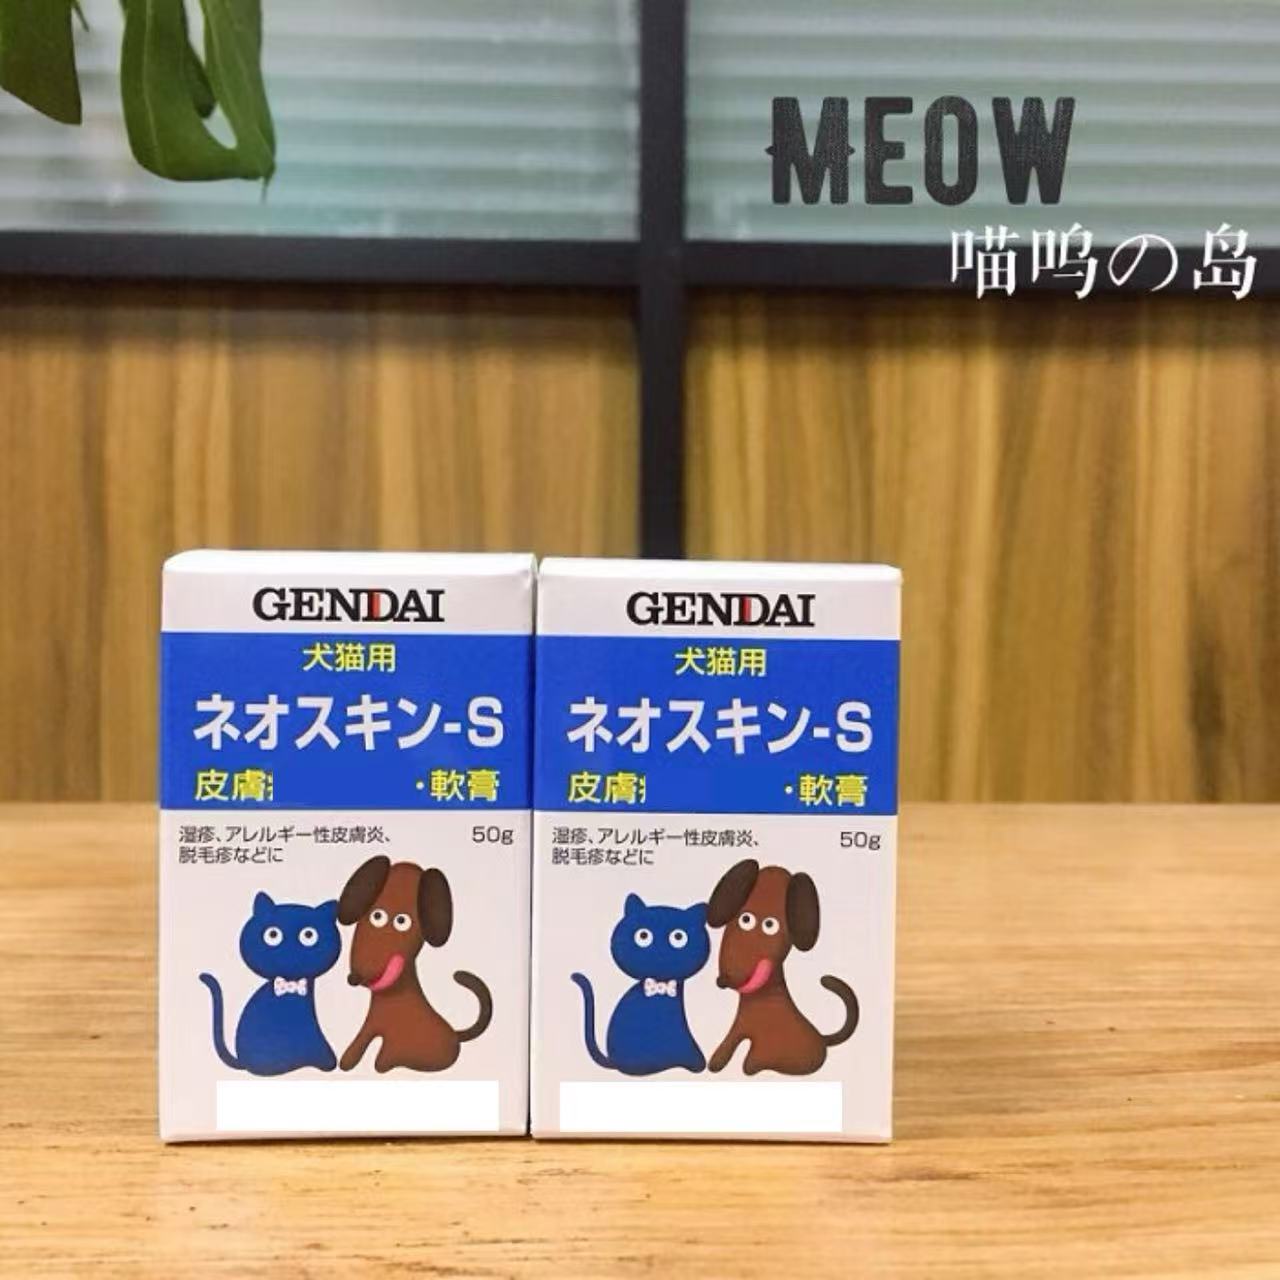 MEOW
喵呜の岛
GENDAI
犬猫用
ネオスキン-S
皮膚
・軟膏
湿疹、アレルギー性皮膚炎、
脱毛疹などに
50g
GENDAI
犬猫用
ネオスキン-S
皮膚
・軟膏
湿疹、アレルギー性皮膚炎、
脱毛疹などに
50g